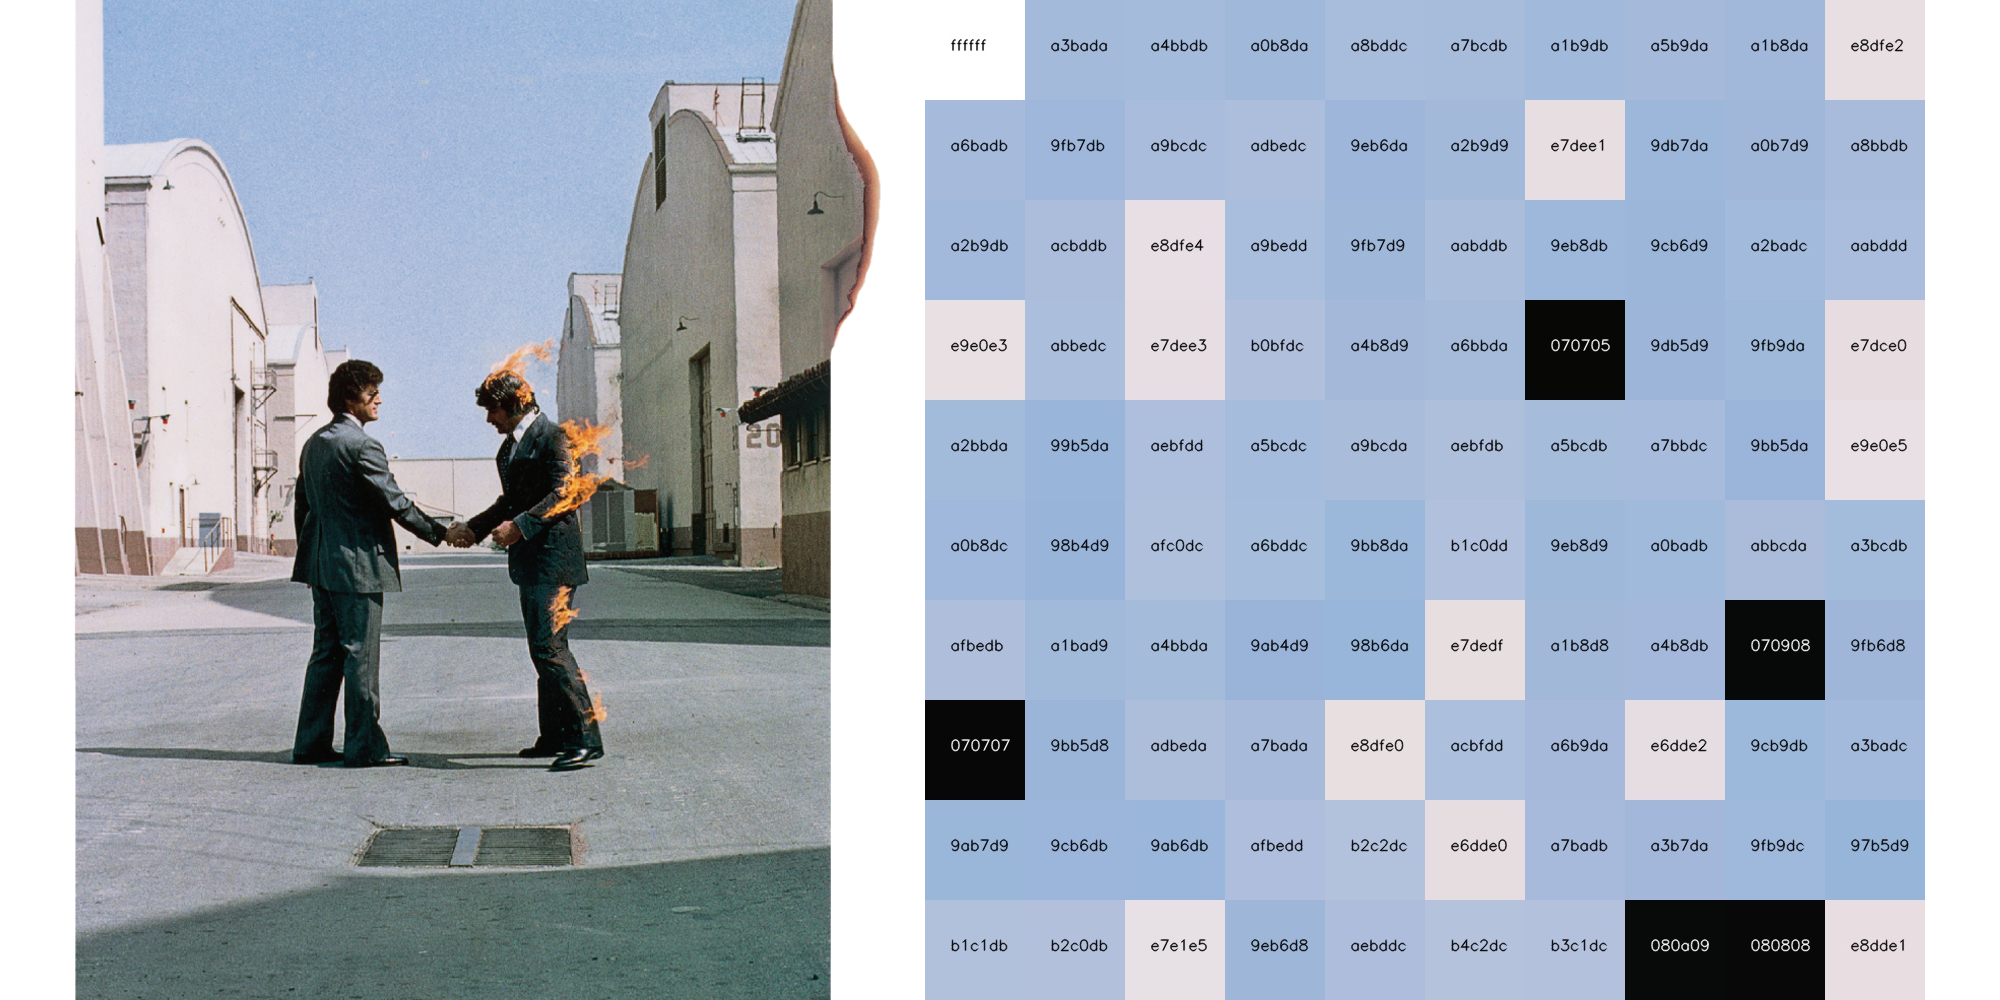 20
ffffff a3bada a4bbdb a0b8da a8bddc a7bcdb a1b9db a5b9da a1b8da e8dfe2
a6badb 9fb7db a9bcdc adbedc 9eb6da a2b9d9 e7dee1 9db7da a0b7d9 a8bbdb
a2b9db acbddb e8dfe4 a9bedd 9fb7d9 aabddb 9eb8db 9cb6d9 a2badc aabddd
e9e0e3 abbedc e7dee3 b0bfdc a4b8d9 a6bbda 070705 9db5d9 9fb9da e7dce0
a2bbda 99b5da aebfdd a5bcdc a9bcda aebfdb a5bcdb a7bbdc 9bb5da e9e0e5
a0b8dc 98b4d9 afc0dc a6bddc 9bb8da b1c0dd 9eb8d9 a0badb abbcda a3bcdb
afbedb a1bad9 a4bbda 9ab4d9 98b6da e7dedf a1b8d8 a4b8db 070908 9fb6d8
070707 9bb5d8 adbeda a7bada e8dfe0 acbfdd a6b9da e6dde2 9cb9db a3badc
9ab7d9 9cb6db 9ab6db afbedd b2c2dc e6dde0 a7badb a3b7da 9fb9dc 97b5d9
b1c1db b2c0db e7e1e5 9eb6d8 aebddc b4c2dc b3c1dc 080a09 080808 e8dde1